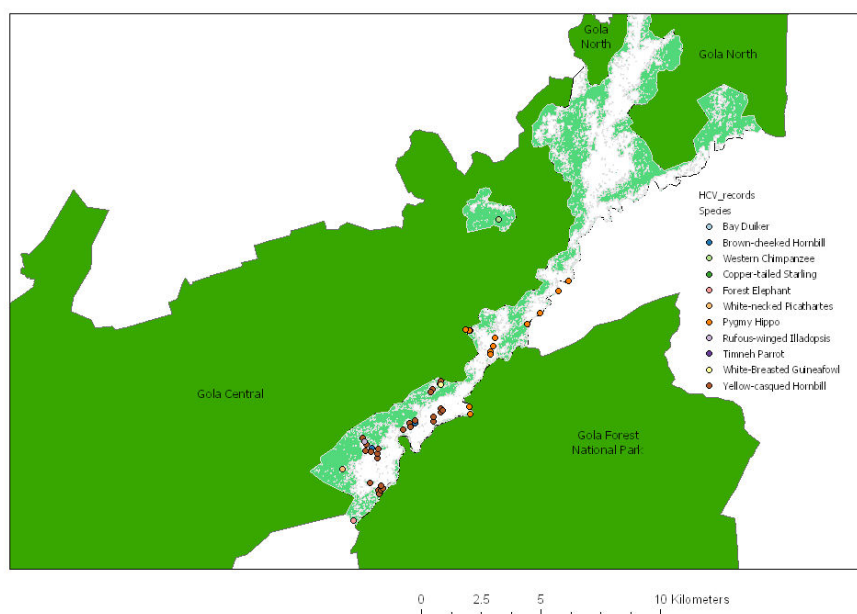 Gola
North
Gola North
HCV_records
Species
Bay Duiker
Brown-cheeked Hornbill
Western Chimpanzee
Copper-tailed Starling
Forest Elephant
White-necked Picathartes
Pygmy Hippo
Rufous-winged Illadopsis
Timneh Parrot
White-Breasted Guineafowl
Yellow-casqued Hornbill
Gola Central
Gola Forest
National Park
0 2.5 5 10 Kilometers